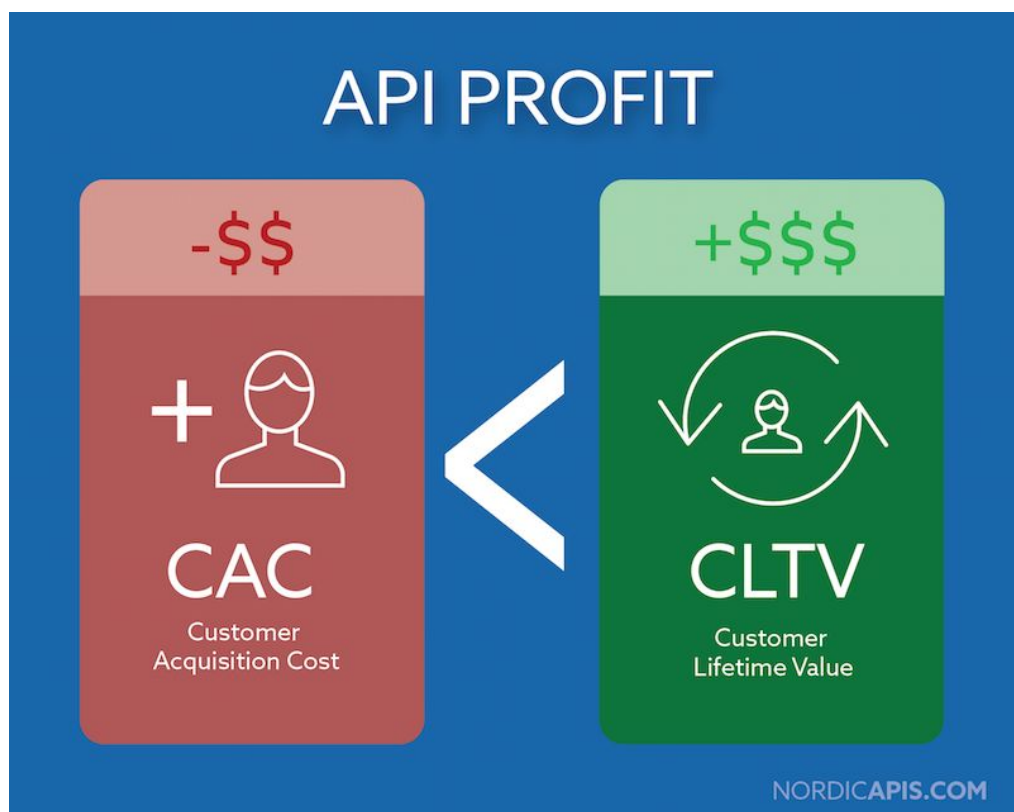 API PROFIT
-$$
+
CAC
Customer
Acquisition Cost
<
+$$$
CLTV
Customer
Lifetime Value
NORDICAPIS.COM